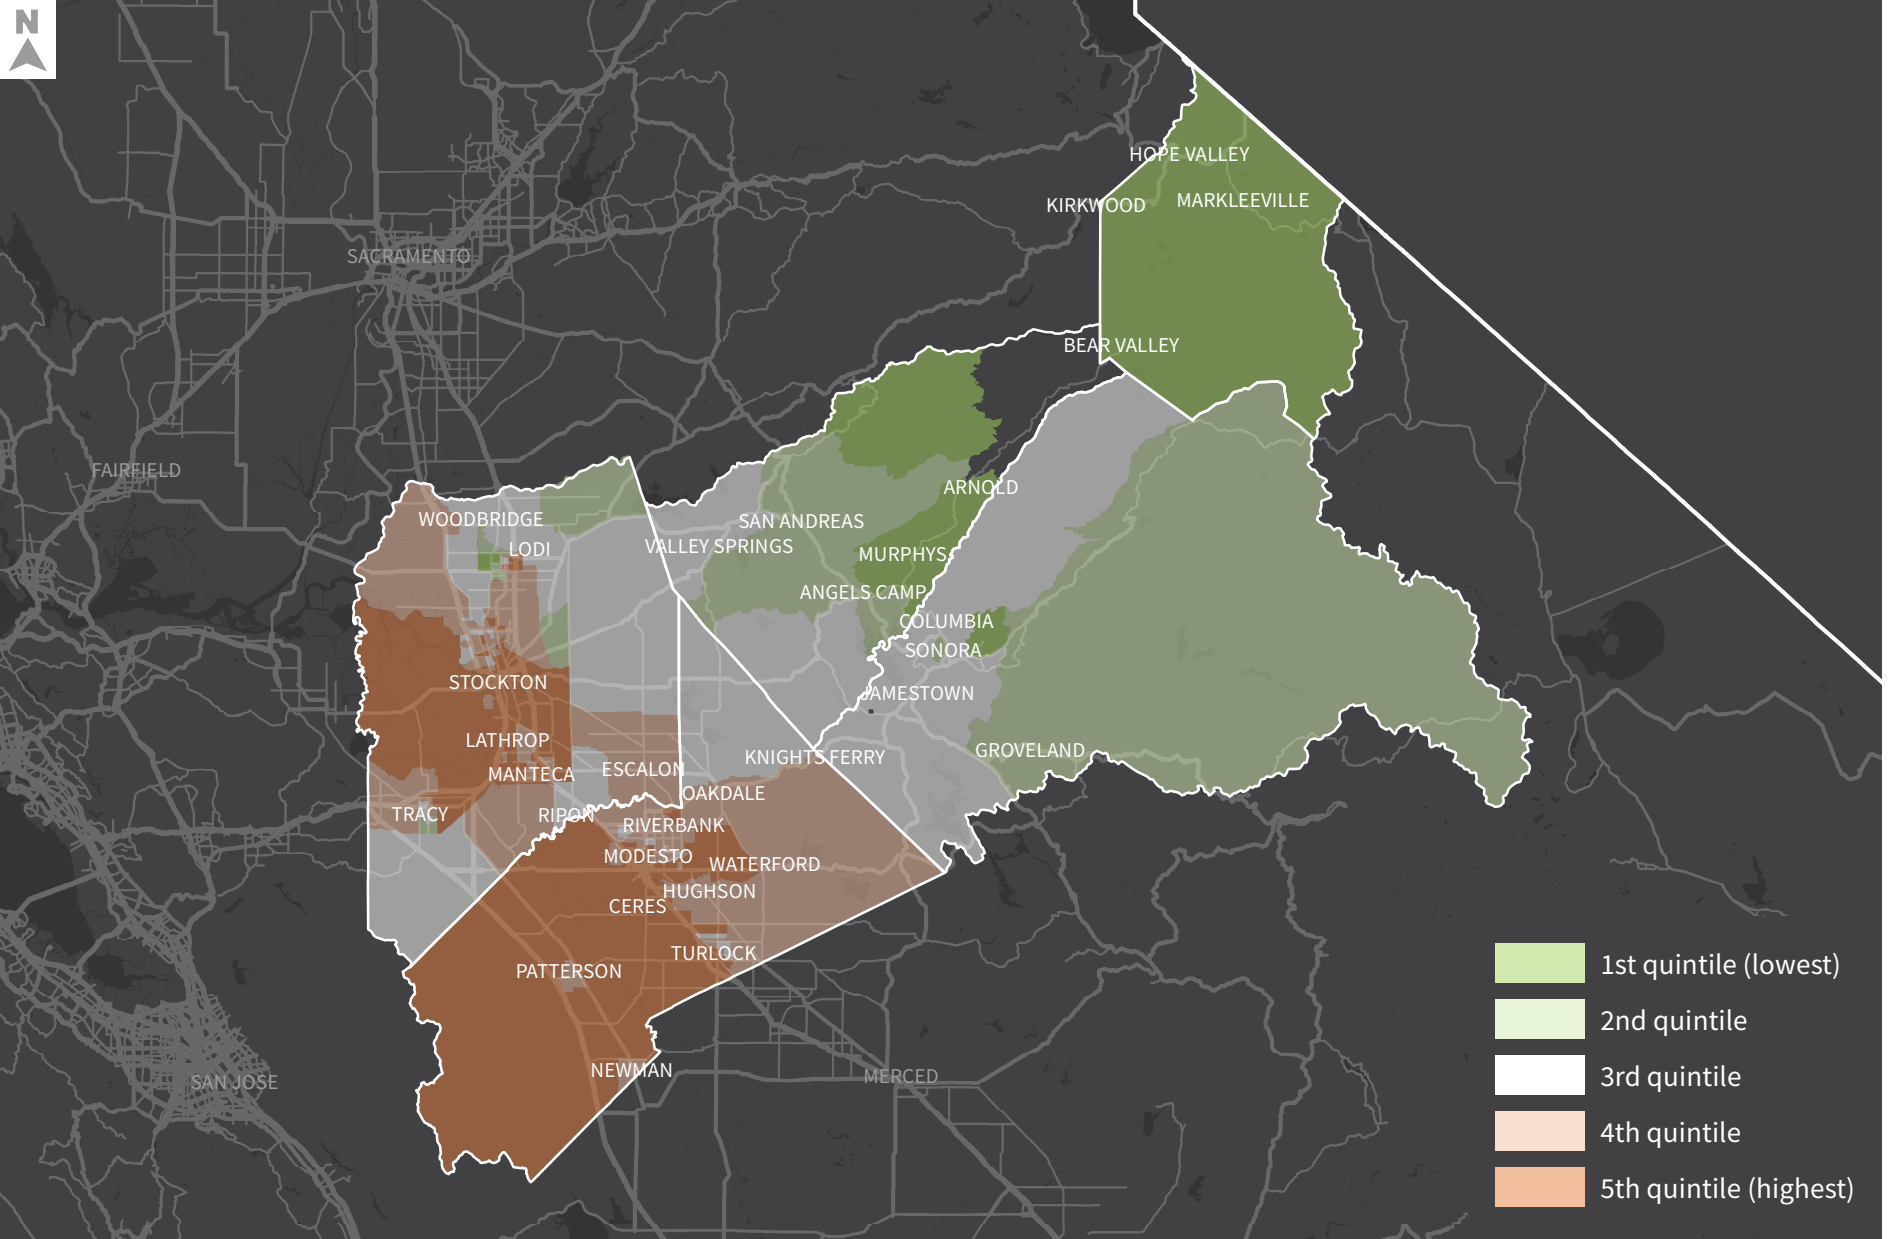 N
HOPE VALLEY
MARKLEEVILLE
KIRKWOOD
SACRAMENTO
BEAR VALLEY
FAIRFIELD
ARNOLD
WOODBRIDGE
SAN ANDREAS
LODI
VALLEY SPRINGS
MURPHYS
ANGELS CAMP
COLUMBIA
SONORA
STOCKTON
JAMESTOWN
LATHROP
GROVELAND
KNIGHTS FERRY
MANTECA
ESCALON
OAKDALE
TRACY
RIPON
RIVERBANK
MODESTO
WATERFORD
HUGHSON
CERES
TURLOCK
PATTERSON
NEWMAN
MERCED
SAN JOSE
1st quintile (lowest)
2nd quintile
3rd quintile
4th quintile
5th quintile (highest)